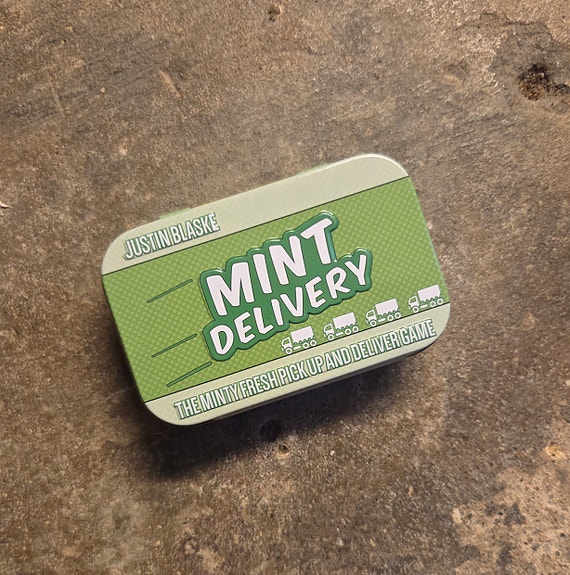 JUSTIN BLASKE
MINT
DELIVERY
THE MINTY FRESH PICK UP AND DELIVER GAME